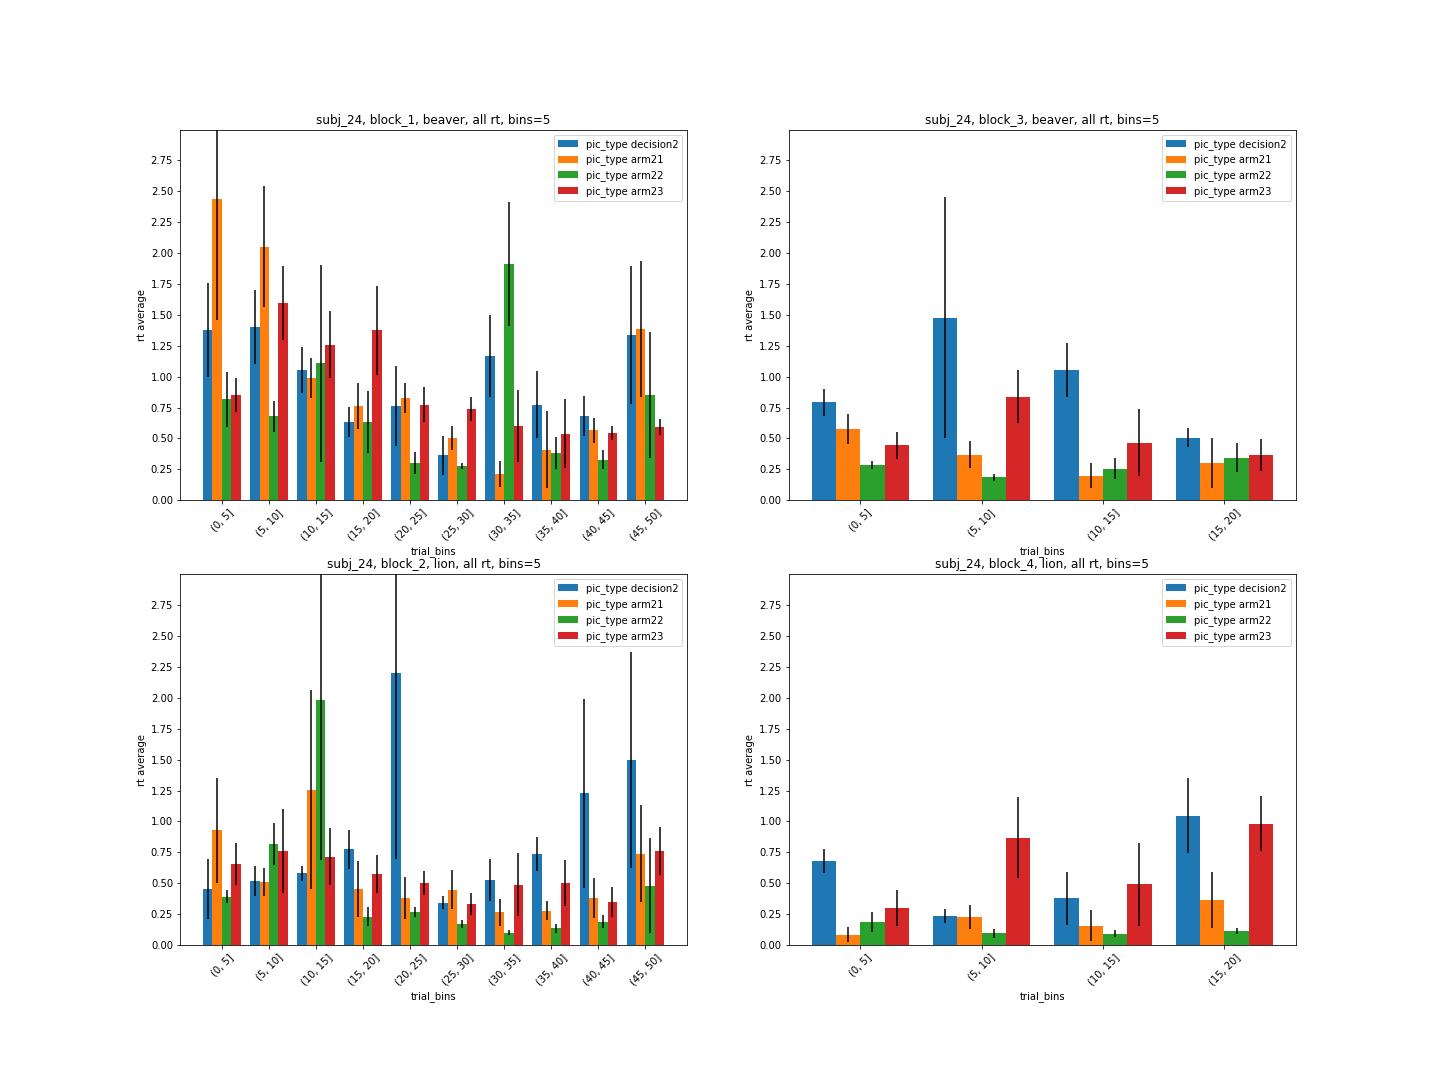 subj_24, block_1, beaver, all rt, bins=5
pic_type decision2
pic_type arm21
pic_type arm22
pic_type arm23
rt average
2.75
2.50
2.25
2.00
1.75
1.50
1.25
1.00
0.75
0.50
0.25
0.00
(0, 5]
(5, 10]
(10, 15]
(15, 20]
(20, 25]
(25, 30]
(30, 35]
(35, 40]
(40, 45]
(45, 50]
trial_bins
subj_24, block_3, beaver, all rt, bins=5
pic_type decision2
pic_type arm21
pic_type arm22
pic_type arm23
rt average
2.75
2.50
2.25
2.00
1.75
1.50
1.25
1.00
0.75
0.50
0.25
0.00
(0, 5]
(5, 10]
(10, 15]
(15, 20]
trial_bins
subj_24, block_2, lion, all rt, bins=5
pic_type decision2
pic_type arm21
pic_type arm22
pic_type arm23
rt average
2.75
2.50
2.25
2.00
1.75
1.50
1.25
1.00
0.75
0.50
0.25
0.00
(0, 5]
(5, 10]
(10, 15]
(15, 20]
(20, 25]
(25, 30]
(30, 35]
(35, 40]
(40, 45]
(45, 50]
trial_bins
subj_24, block_4, lion, all rt, bins=5
pic_type decision2
pic_type arm21
pic_type arm22
pic_type arm23
rt average
2.75
2.50
2.25
2.00
1.75
1.50
1.25
1.00
0.75
0.50
0.25
0.00
(0, 5]
(5, 10]
(10, 15]
(15, 20]
trial_bins